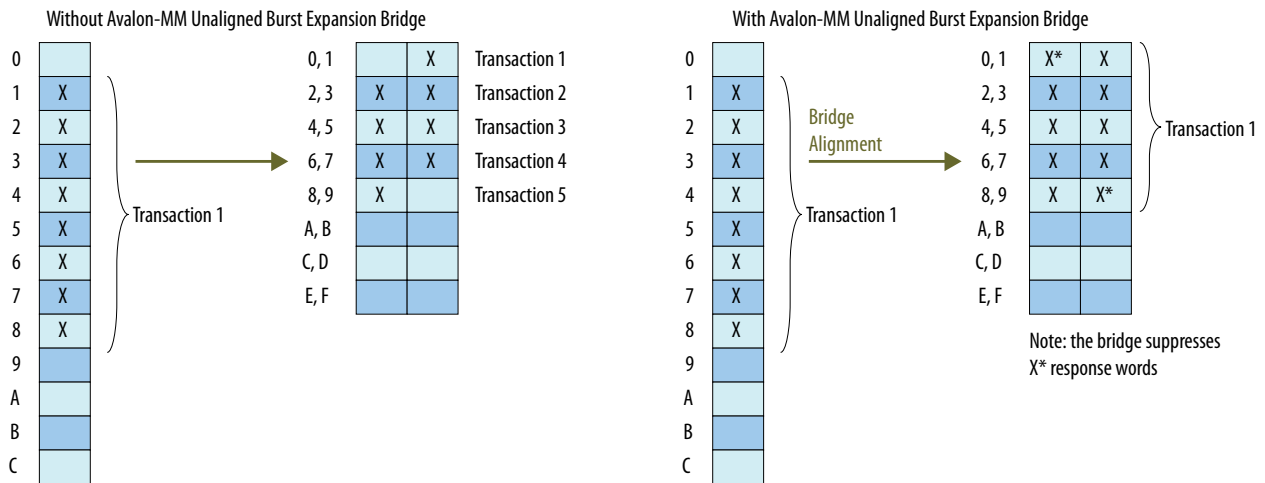 Without Avalon-MM Unaligned Burst Expansion Bridge
0
1 X
2 X
3 X
4 X
5 X
6 X
7 X
8 X
9
A
B
C
Transaction 1
0, 1 X Transaction 1
2, 3 X X Transaction 2
4, 5 X X Transaction 3
6, 7 X X Transaction 4
8, 9 X Transaction 5
A, B
C, D
E, F
With Avalon-MM Unaligned Burst Expansion Bridge
0
1 X
2 X
3 X
4 X
5 X
6 X
7 X
8 X
9
A
B
C
Transaction 1
Bridge
Alignment
0, 1 X* X
2, 3 X X
4, 5 X X
6, 7 X X
8, 9 X X*
A, B
C, D
E, F
Transaction 1
Note: the bridge suppresses
X* response words